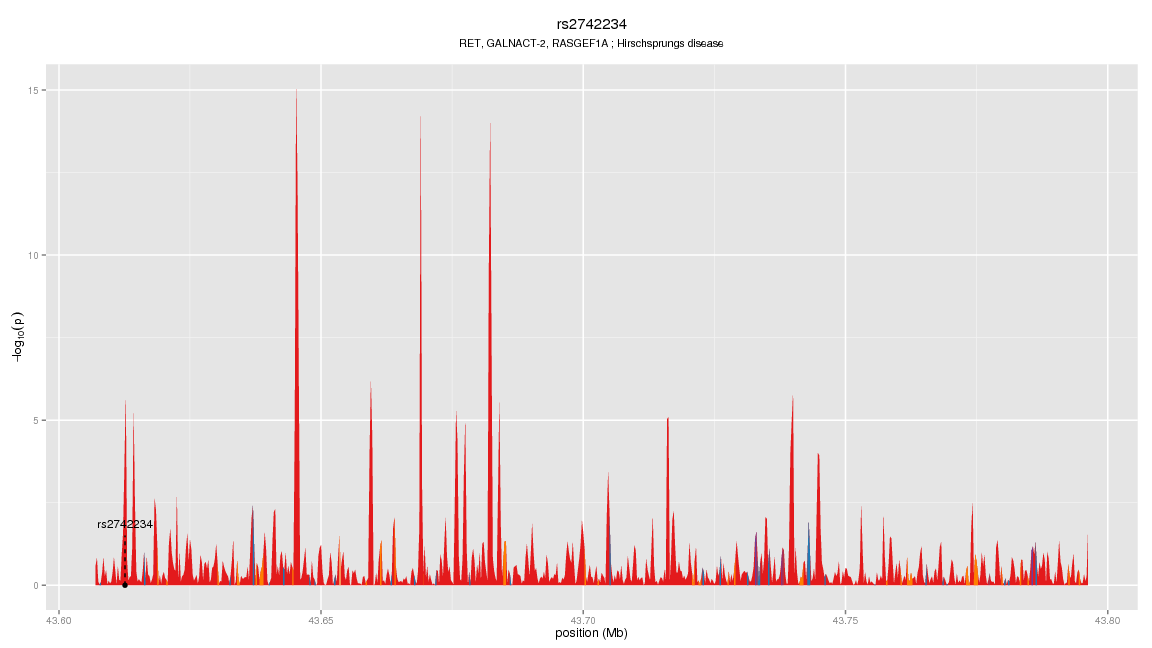 rs2742234
RET, GALNACT-2, RASGEF1A ; Hirschsprungs disease
15
10
5
0
−log10(p)
rs2742234
43.60
43.65
43.70
43.75
43.80
position (Mb)